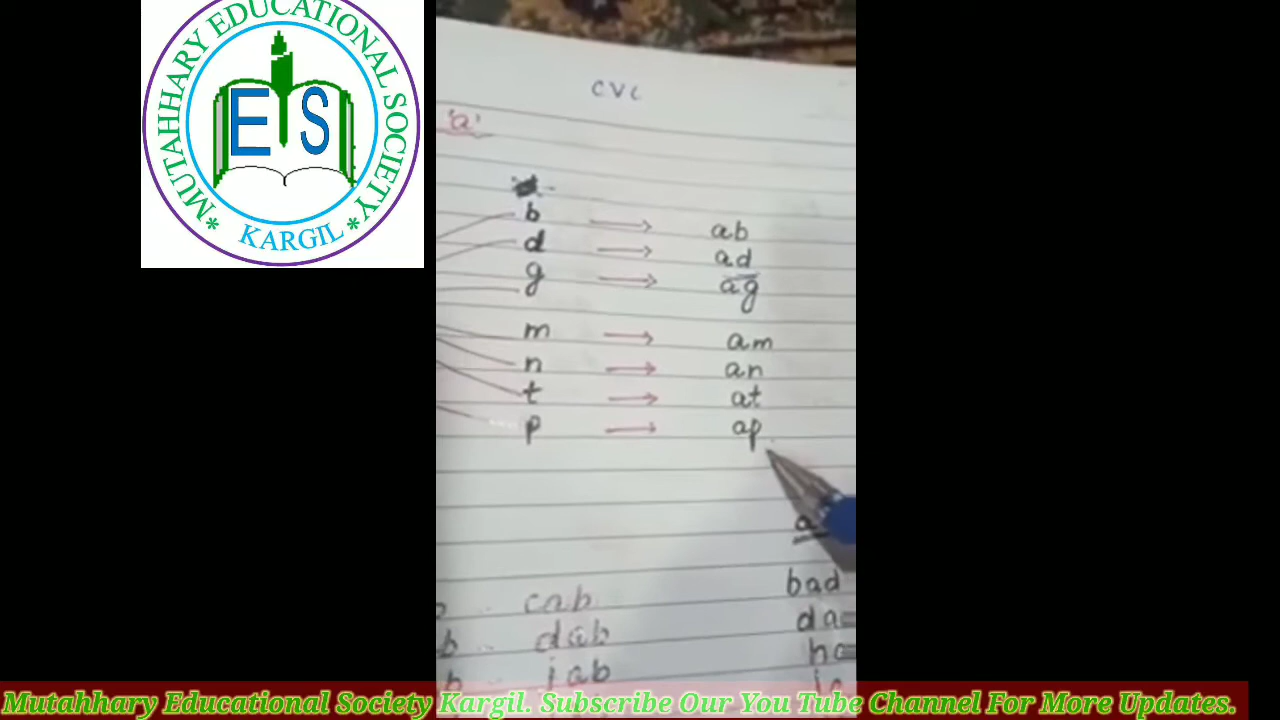 MUTAHHARY EDUCATIONAL SOCIETY
E S
* KARGIL *
CVC
'a'
b → ab
d → ad
g → ag
m → am
n → an
t → at
p → ap
a
bad
cab
b dab
b jab
Mutahhary Educational Society Kargil. Subscribe Our You Tube Channel For More Updates.